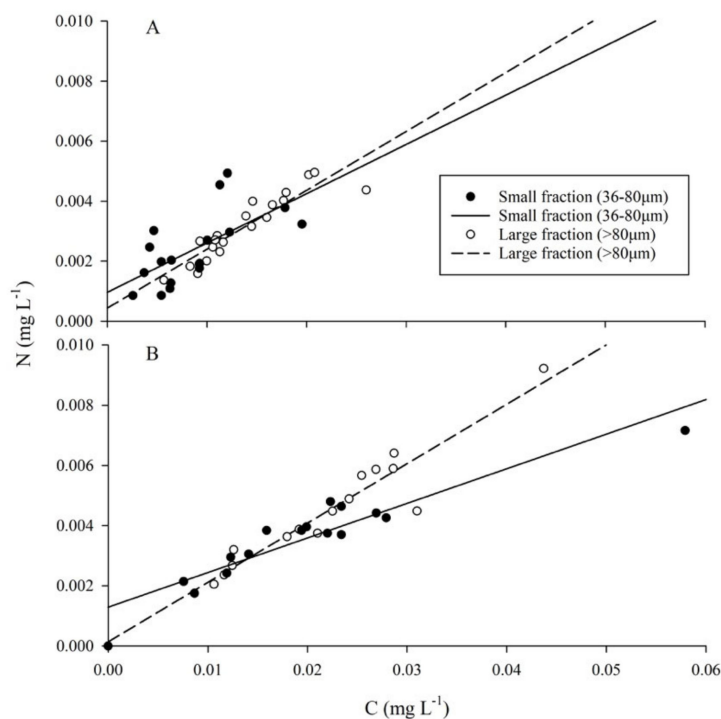 0.010
A
0.008
0.006
0.004
0.002
0.000
Small fraction (36-80μm)
Small fraction (36-80μm)
Large fraction (>80μm)
Large fraction (>80μm)
N (mg L⁻¹)
0.010
B
0.008
0.006
0.004
0.002
0.000
0.00 0.01 0.02 0.03 0.04 0.05 0.06
C (mg L⁻¹)